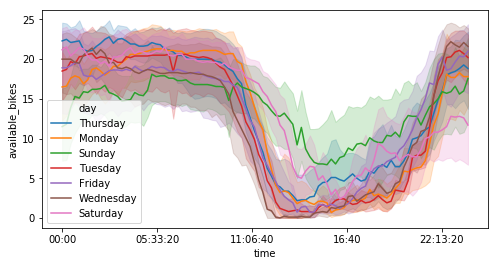 25
20
15
10
5
0
available_bikes
day
Thursday
Monday
Sunday
Tuesday
Friday
Wednesday
Saturday
00:00 05:33:20 11:06:40 16:40 22:13:20
time